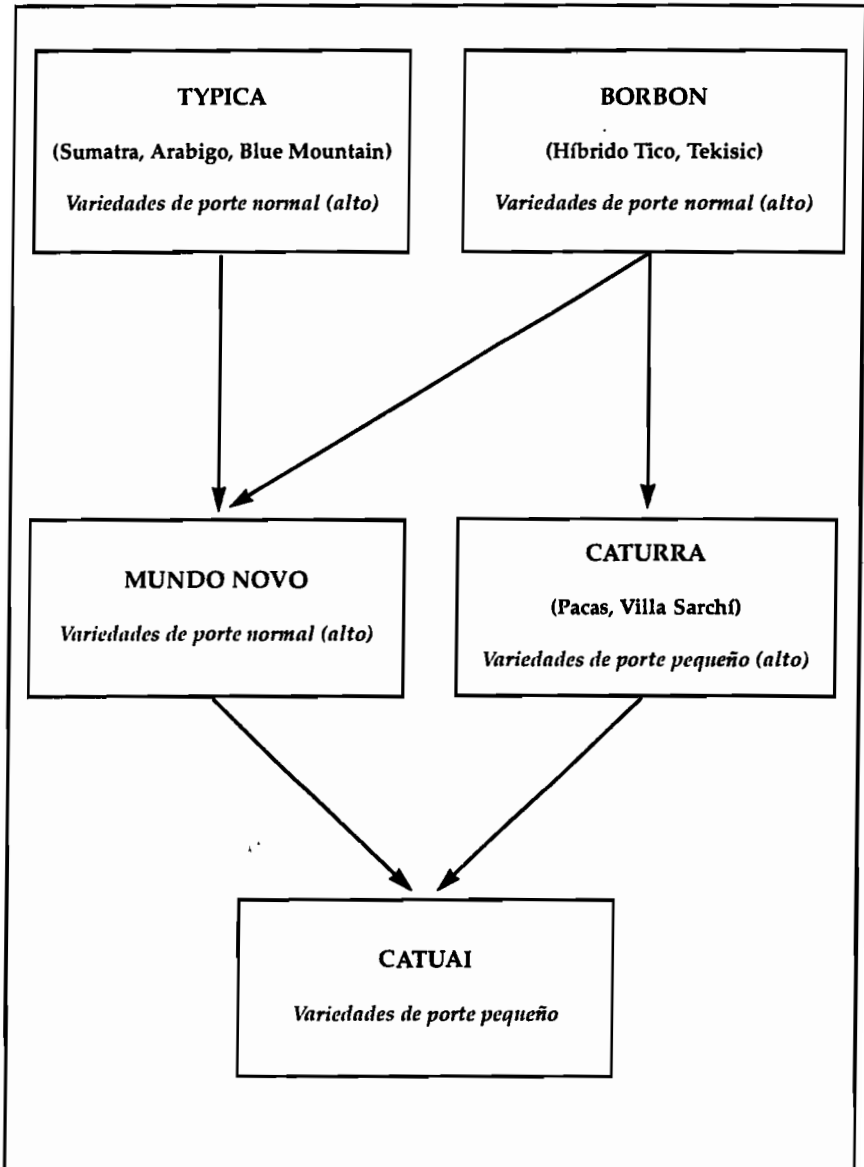 TYPICA
(Sumatra, Arabigo, Blue Mountain)
Variedades de porte normal (alto)
BORBON
(Híbrido Tico, Tekisic)
Variedades de porte normal (alto)
MUNDO NOVO
Variedades de porte normal (alto)
CATURRA
(Pacas, Villa Sarchí)
Variedades de porte pequeño (alto)
CATUAI
Variedades de porte pequeño